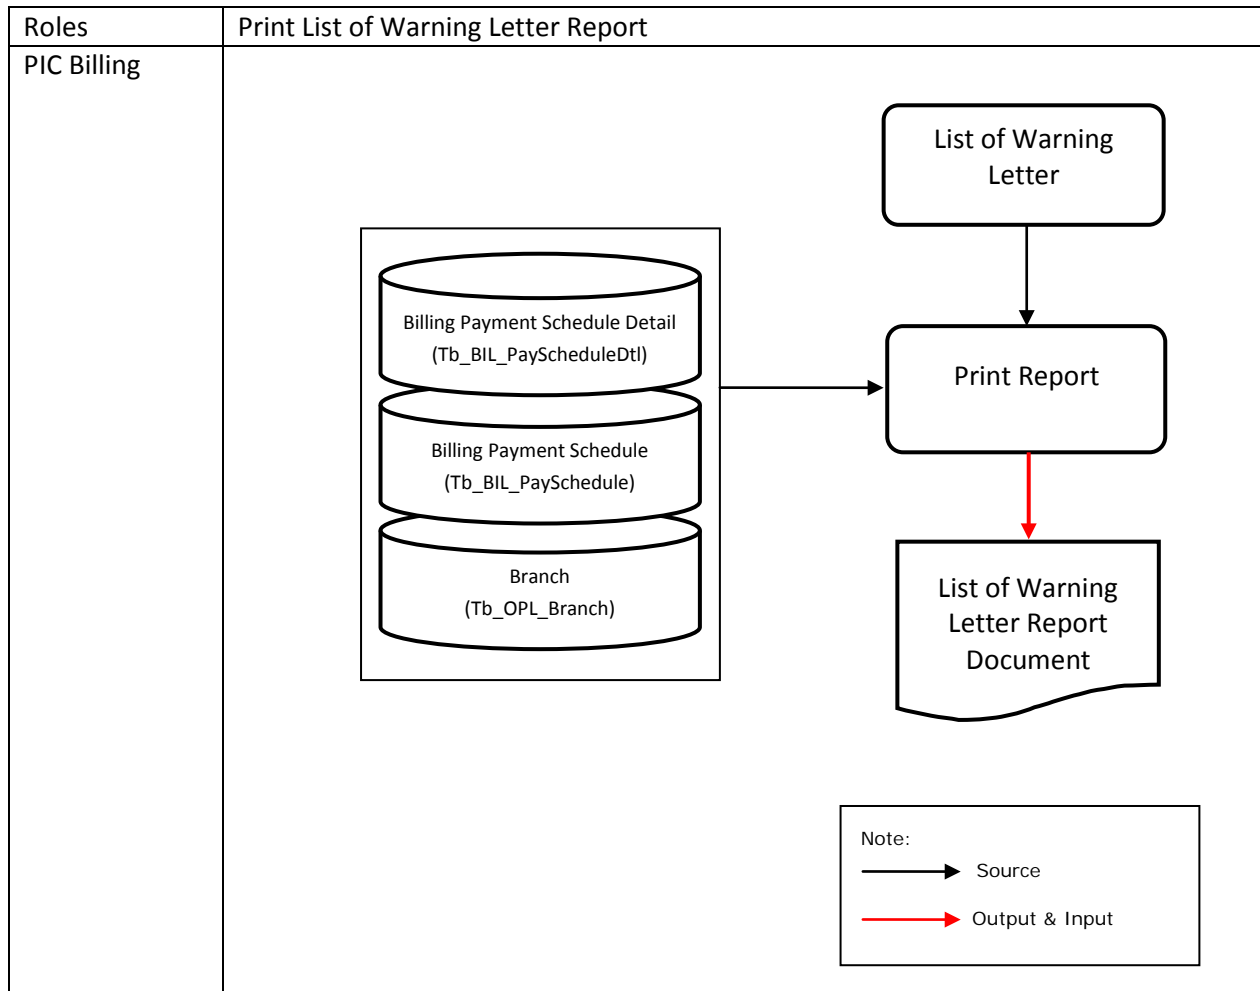 Roles
Print List of Warning Letter Report
PIC Billing
List of Warning
Letter
Billing Payment Schedule Detail
(Tb_BIL_PayScheduleDtl)
Print Report
Billing Payment Schedule
(Tb_BIL_PaySchedule)
Branch
(Tb_OPL_Branch)
List of Warning
Letter Report
Document
Note:
Source
Output & Input